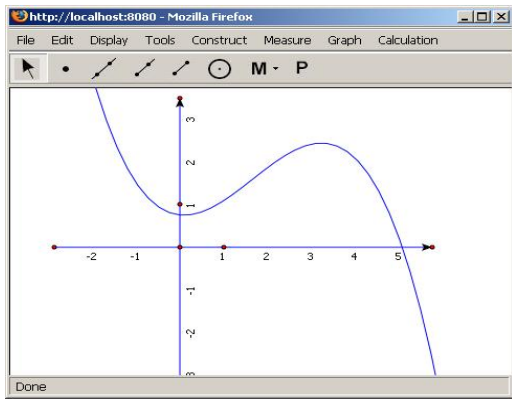 http://localhost:8080 - Mozilla Firefox
File Edit Display Tools Construct Measure Graph Calculation
M P
3
2
1
-2 -1 1 2 3 4 5
-1
-2
3
Done